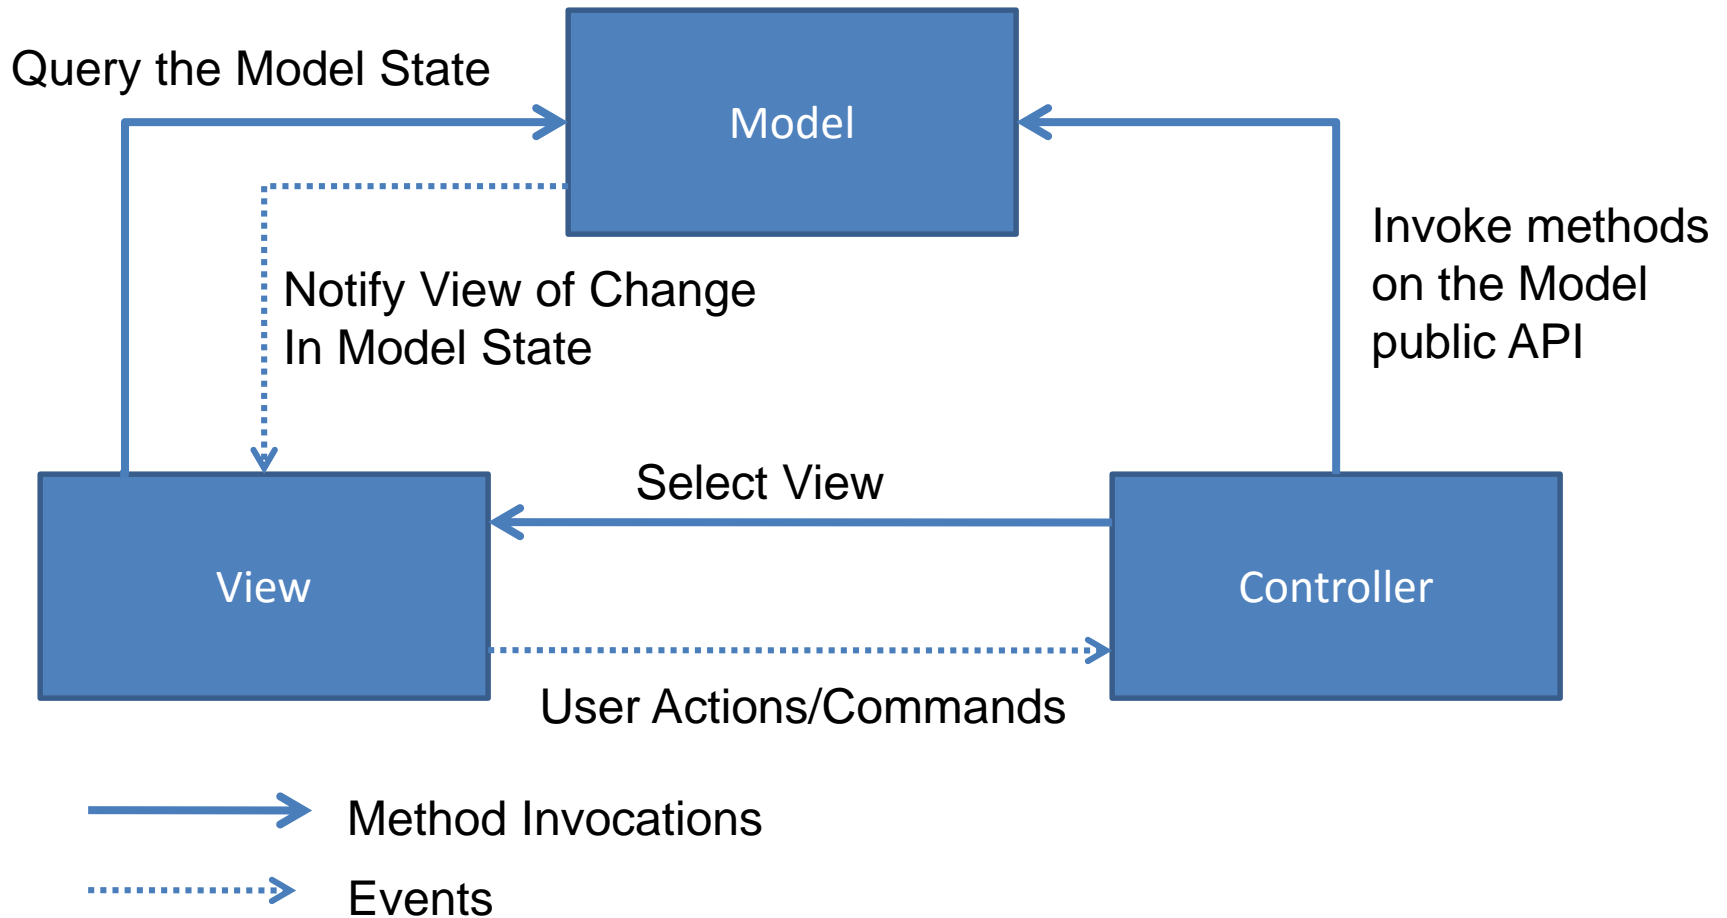 Query the Model State
Model
Invoke methods
on the Model
public API
Notify View of Change
In Model State
Select View
View
Controller
User Actions/Commands
Method Invocations
Events